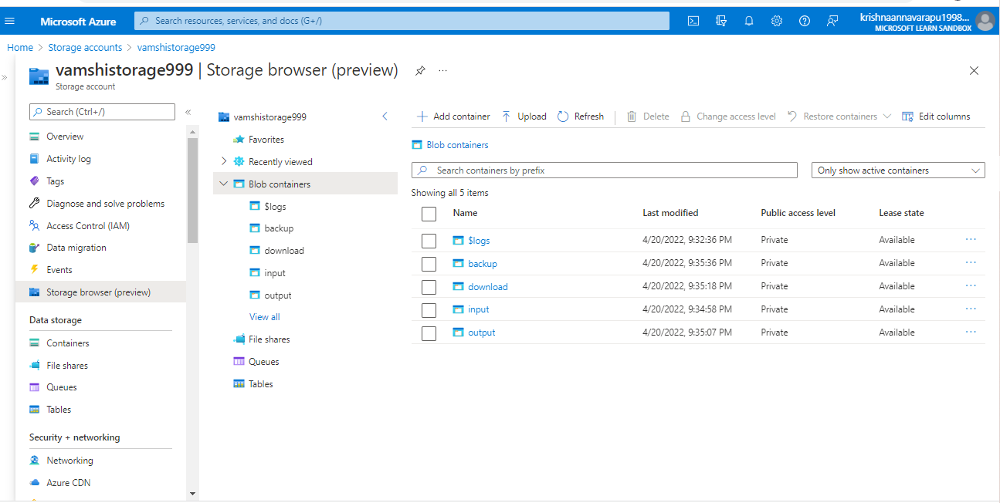 Microsoft Azure
Search resources, services, and docs (G+/)
krishnaannavarapu1998...
MICROSOFT LEARN SANDBOX
Home > Storage accounts > vamshistorage999
vamshistorage999 | Storage browser (preview)
Storage account
Search (Ctrl+/)
Overview
Activity log
Tags
Diagnose and solve problems
Access Control (IAM)
Data migration
Events
Storage browser (preview)
Data storage
Containers
File shares
Queues
Tables
Security + networking
Networking
Azure CDN
vamshistorage999
Favorites
Recently viewed
Blob containers
$logs
backup
download
input
output
View all
File shares
Queues
Tables
Add container Upload Refresh Delete Change access level Restore containers Edit columns
Blob containers
Search containers by prefix
Only show active containers
Showing all 5 items
Name Last modified Public access level Lease state
$logs 4/20/2022, 9:32:36 PM Private Available
backup 4/20/2022, 9:35:36 PM Private Available
download 4/20/2022, 9:35:18 PM Private Available
input 4/20/2022, 9:34:58 PM Private Available
output 4/20/2022, 9:35:07 PM Private Available